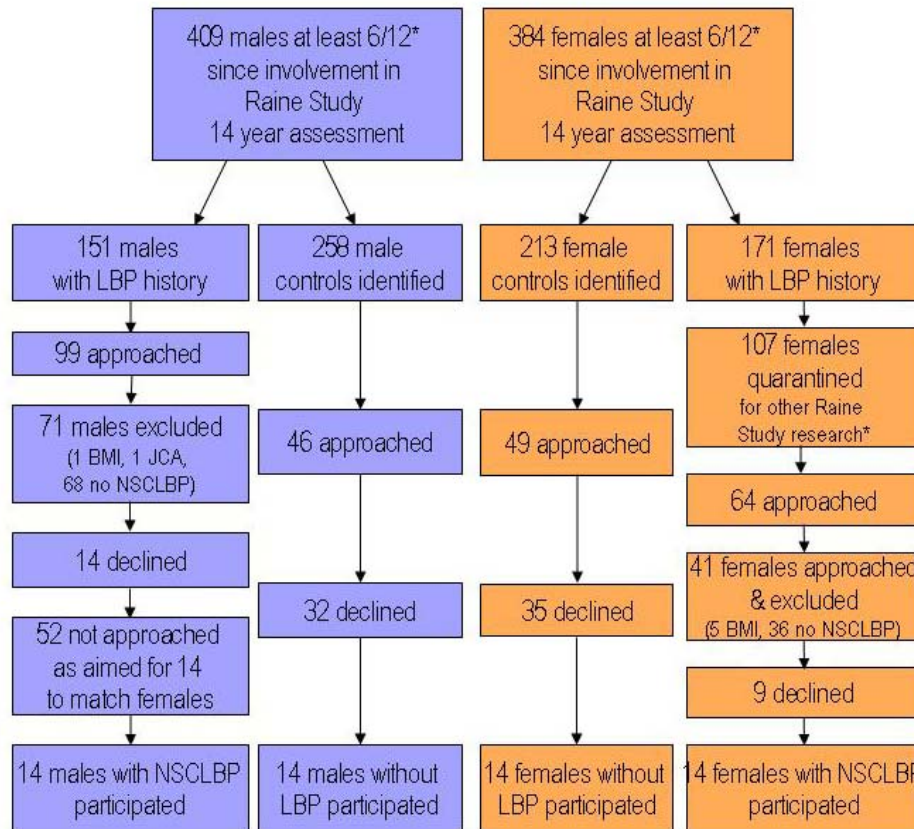 409 males at least 6/12*
since involvement in
Raine Study
14 year assessment
384 females at least 6/12*
since involvement in
Raine Study
14 year assessment
151 males
with LBP history
258 male
controls identified
213 female
controls identified
171 females
with LBP history
99 approached
107 females
quarantined
for other Raine
Study research*
71 males excluded
(1 BMI, 1 JCA,
68 no NSCLBP)
46 approached
49 approached
64 approached
14 declined
41 females approached
& excluded
(5 BMI, 36 no NSCLBP)
32 declined
35 declined
52 not approached
as aimed for 14
to match females
9 declined
14 males with NSCLBP
participated
14 males without
LBP participated
14 females without
LBP participated
14 females with NSCLBP
participated